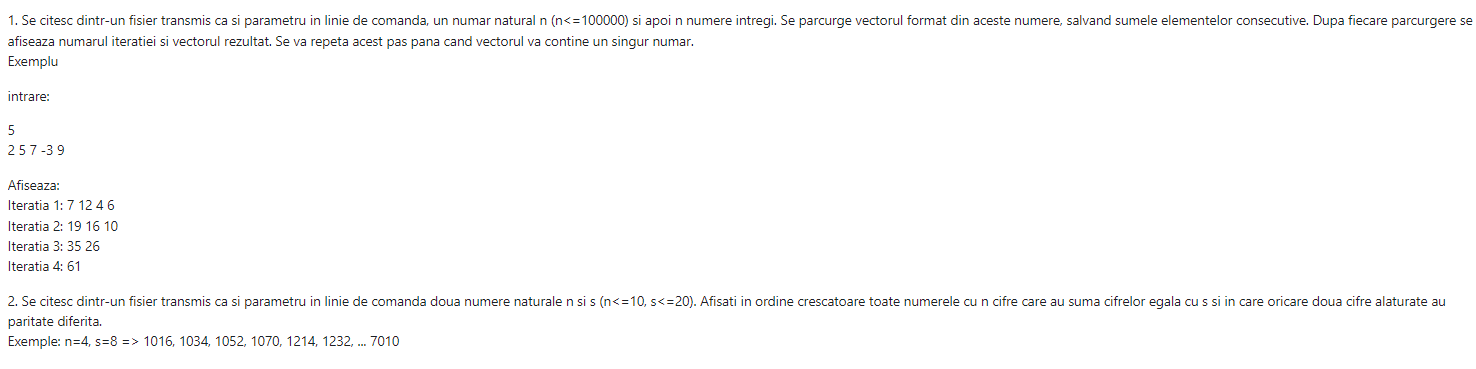 1. Se citesc dintr-un fisier transmis ca si parametru in linie de comanda, un numar natural n (n<=100000) si apoi n numere intregi. Se parcurge vectorul format din aceste numere, salvand sumele elementelor consecutive. Dupa fiecare parcurgere se
afiseaza numarul iteratiei si vectorul rezultat. Se va repeta acest pas pana cand vectorul va contine un singur numar.
Exemplu
intrare:
5
2 5 7 -3 9
Afiseaza:
Iteratia 1: 7 12 4 6
Iteratia 2: 19 16 10
Iteratia 3: 35 26
Iteratia 4: 61
2. Se citesc dintr-un fisier transmis ca si parametru in linie de comanda doua numere naturale n si s (n<=10, s<=20). Afisati in ordine crescatoare toate numerele cu n cifre care au suma cifrelor egala cu s si in care oricare doua cifre alaturate au
paritate diferita.
Exemple: n=4, s=8 => 1016, 1034, 1052, 1070, 1214, 1232, ... 7010